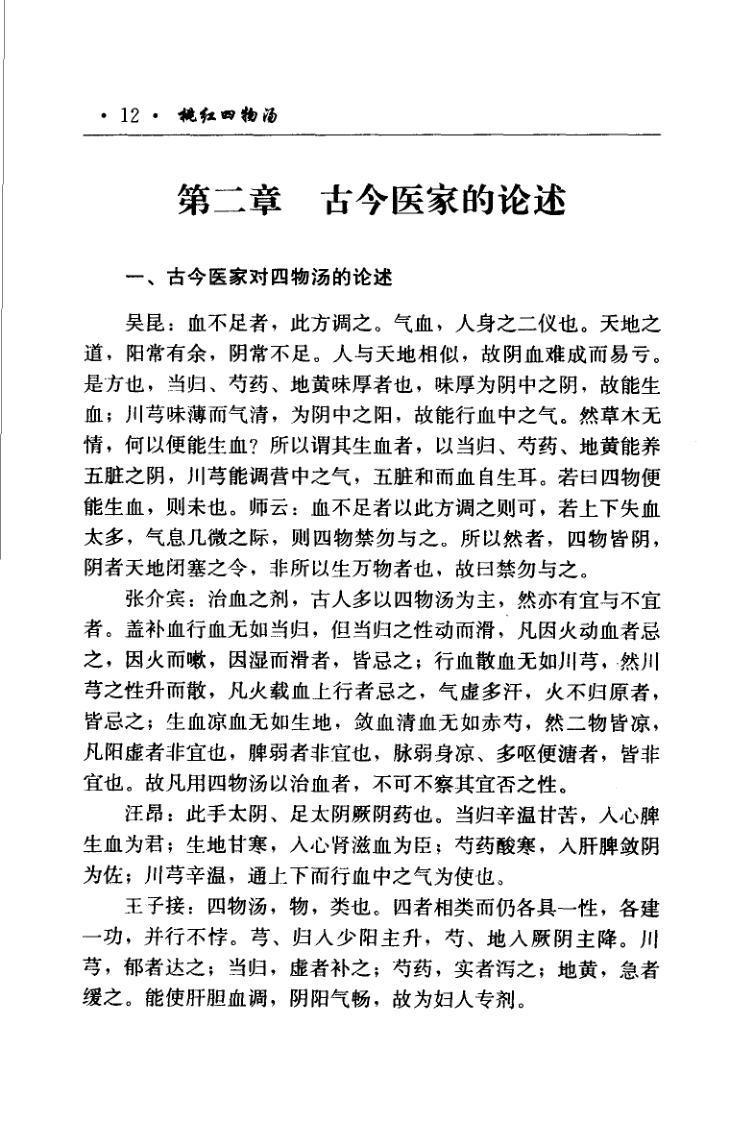 · 12 · 桃红四物汤
第二章 古今医家的论述
一、古今医家对四物汤的论述
吴昆：血不足者，此方调之。气血，人身之二仪也。天地之
道，阳常有余，阴常不足。人与天地相似，故阴血难成而易亏。
是方也，当归、芍药、地黄味厚者也，味厚为阴中之阴，故能生
血；川芎味薄而气清，为阴中之阳，故能行血中之气。然草木无
情，何以便能生血？所以谓其生血者，以当归、芍药、地黄能养
五脏之阴，川芎能调营中之气，五脏和而血自生耳。若曰四物便
能生血，则未也。师云：血不足者以此方调之则可，若上下失血
太多，气息几微之际，则四物禁勿与之。所以然者，四物皆阴，
阴者天地闭塞之令，非所以生万物者也，故曰禁勿与之。
张介宾：治血之剂，古人多以四物汤为主，然亦有宜与不宜
者。盖补血行血无如当归，但当归之性动而滑，凡因火动血者忌
之，因火而嗽，因湿而滑者，皆忌之；行血散血无如川芎，然川
芎之性升而散，凡火载血上行者忌之，气虚多汗，火不归原者，
皆忌之；生血凉血无如生地，敛血清血无如赤芍，然二物皆凉，
凡阳虚者非宜也，脾弱者非宜也，脉弱身凉、多呕便溏者，皆非
宜也。故凡用四物汤以治血者，不可不察其宜否之性。
汪昂：此手太阴、足太阴厥阴药也。当归辛温甘苦，入心脾
生血为君；生地甘寒，入心肾滋血为臣；芍药酸寒，入肝脾敛阴
为佐；川芎辛温，通上下而行血中之气为使也。
王子接：四物汤，物，类也。四者相类而仍各具一性，各建
一功，并行不悖。芎、归入少阳主升，芍、地入厥阴主降。川
芎，郁者达之；当归，虚者补之；芍药，实者泻之；地黄，急者
缓之。能使肝胆血调，阴阳气畅，故为妇人专剂。